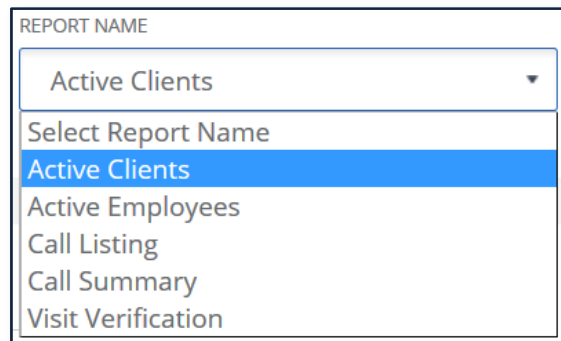 REPORT NAME
Active Clients
Select Report Name
Active Clients
Active Employees
Call Listing
Call Summary
Visit Verification